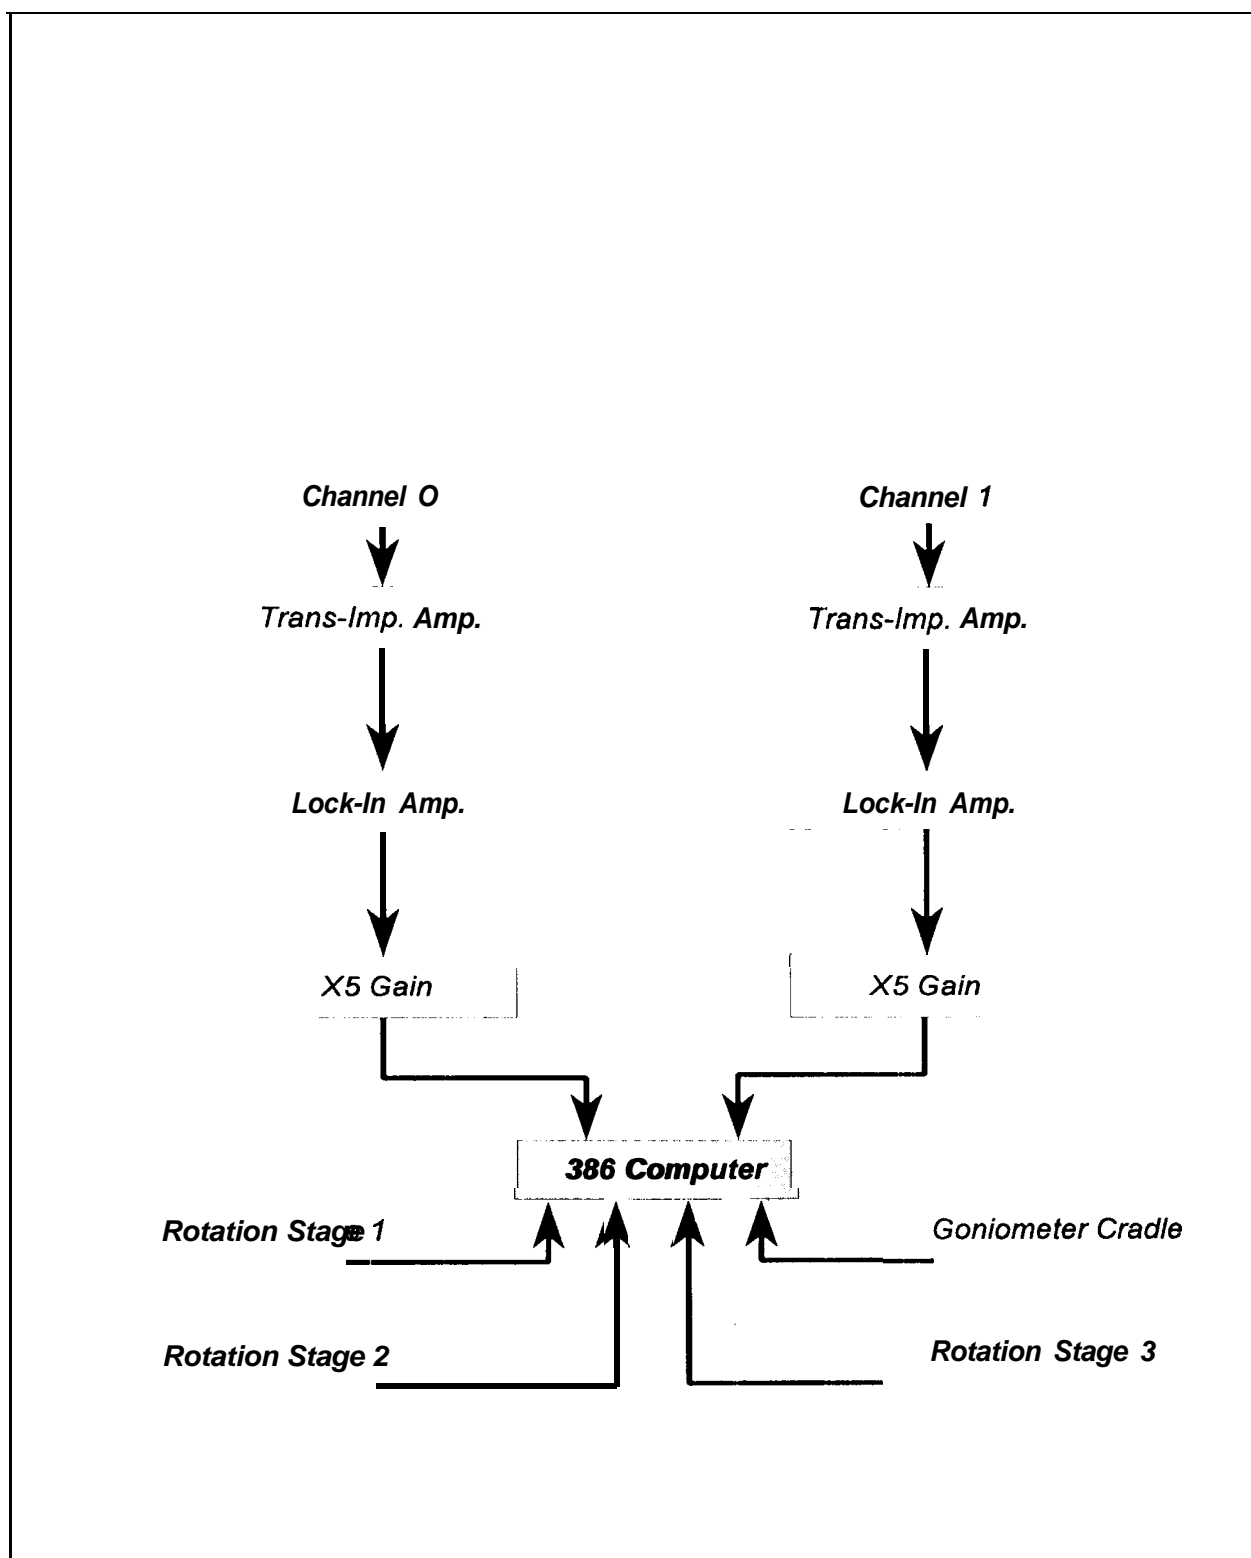 Channel O
Channel 1
Trans-Imp. Amp.
Trans-Imp. Amp.
Lock-In Amp.
Lock-In Amp.
X5 Gain
X5 Gain
386 Computer
Rotation Stage 1
Goniometer Cradle
Rotation Stage 2
Rotation Stage 3